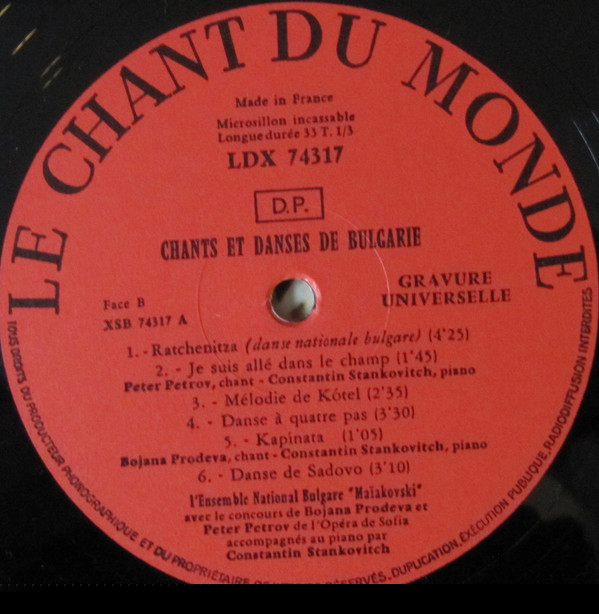 LE CHANT DU MONDE
Made in France
Microsillon incassable
Longue durée 33 T. 1/3
LDX 74317
D.P.
CHANTS ET DANSES DE BULGARIE
GRAVURE
UNIVERSELLE
Face B
XSB 74317 A
1. - Ratchenitza (danse nationale bulgare) (4'25)
2. - Je suis allé dans le champ (1'45)
Peter Petrov, chant - Constantin Stankovitch, piano
3. - Mélodie de Kótel (2'35)
4. - Danse à quatre pas (3'30)
5. - Kapinata (1'05)
Bojana Prodeva, chant - Constantin Stankovitch, piano
6. - Danse de Sadovo (3'10)
l'Ensemble National Bulgare "Maïakovski"
avec le concours de Bojana Prodeva et
Peter Petrov de l'Opéra de Sofia
accompagnés au piano par
Constantin Stankovitch
TOUS DROITS DU PRODUCTEUR PHONOGRAPHIQUE ET DU PROPRIÉTAIRE RÉSERVÉS. DUPLICATION, EXÉCUTION PUBLIQUE, RADIODIFFUSION INTERDITES